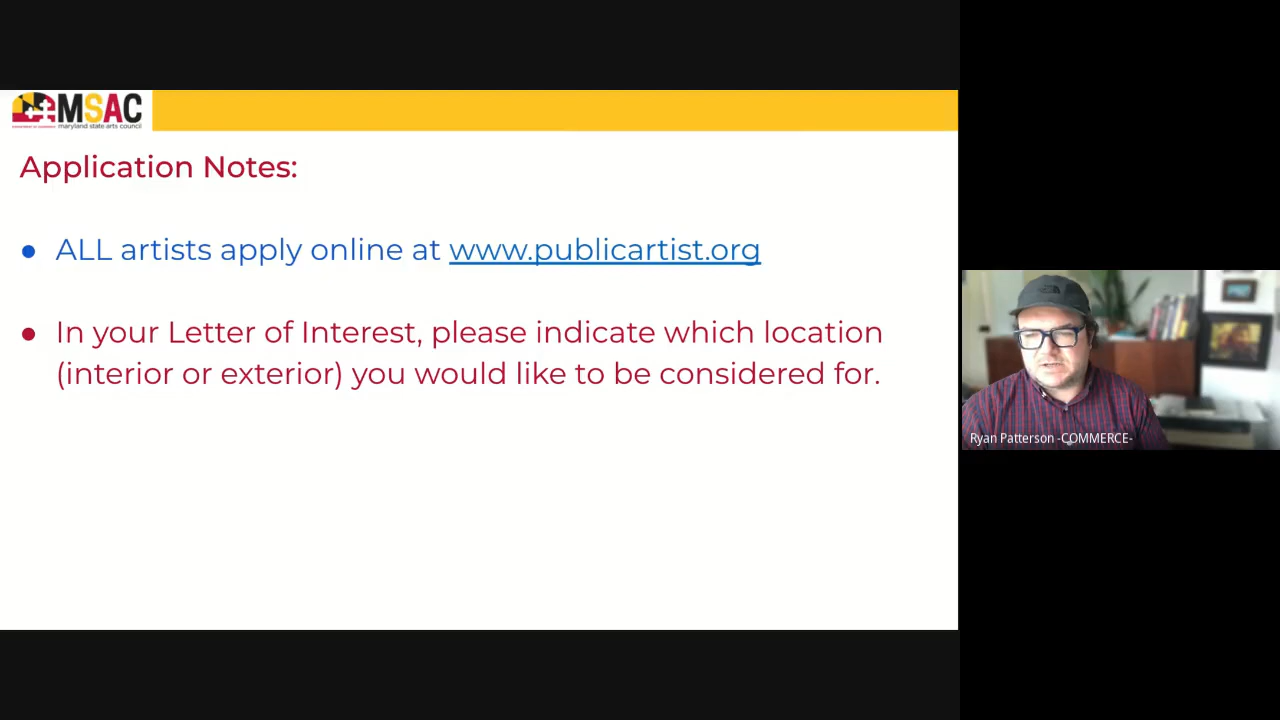 MSAC
maryland state arts council
Application Notes:
● ALL artists apply online at www.publicartist.org
● In your Letter of Interest, please indicate which location
(interior or exterior) you would like to be considered for.
Ryan Patterson -COMMERCE-